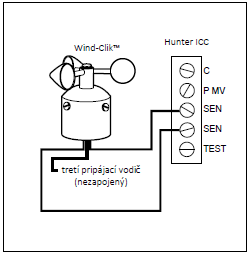 Wind-Clik™
Hunter ICC
C
P MV
SEN
SEN
TEST
tretí pripájací vodič
(nezapojený)